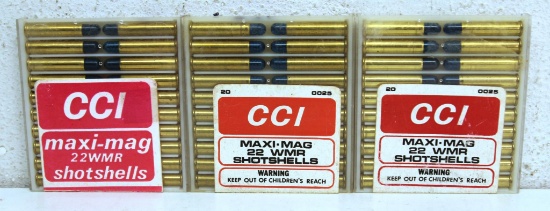 CCI
maxi-mag
22WMR
shotshells
20 0025
CCI
MAXI-MAG
22 WMR
SHOTSHELLS
WARNING
KEEP OUT OF CHILDREN'S REACH
20 0025
CCI
MAXI-MAG
22 WMR
SHOTSHELLS
WARNING
KEEP OUT OF CHILDREN'S REACH